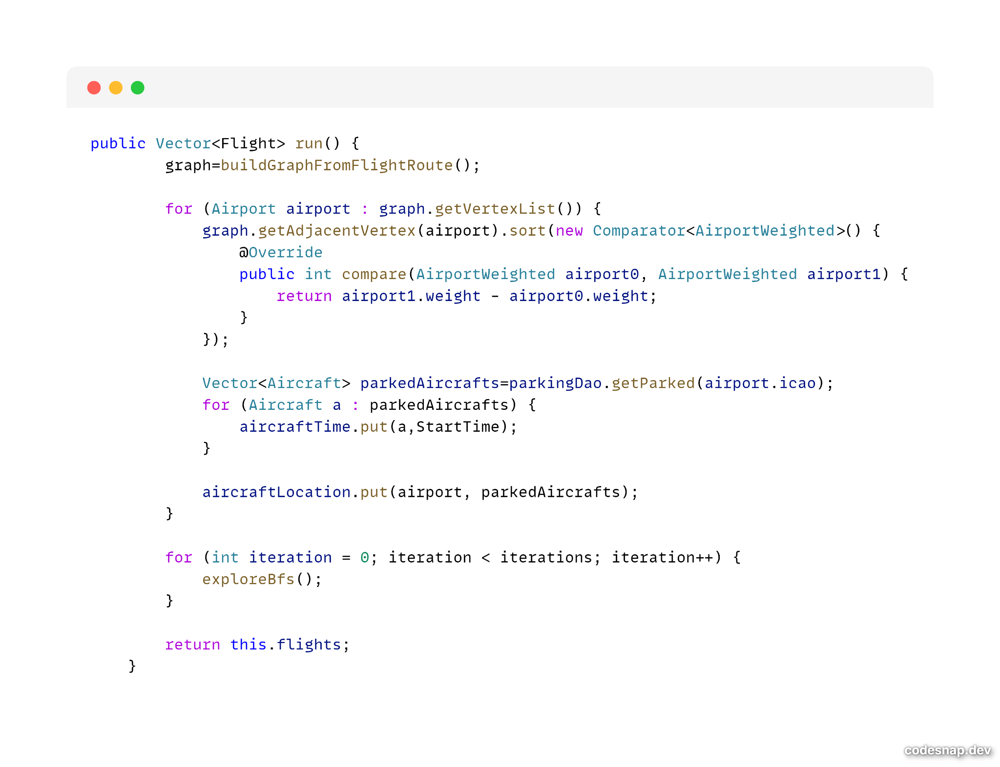 public Vector<Flight> run() {
graph=buildGraphFromFlightRoute();
for (Airport airport : graph.getVertexList()) {
graph.getAdjacentVertex(airport).sort(new Comparator<AirportWeighted>() {
@Override
public int compare(AirportWeighted airport0, AirportWeighted airport1) {
return airport1.weight - airport0.weight;
}
});
Vector<Aircraft> parkedAircrafts=parkingDao.getParked(airport.icao);
for (Aircraft a : parkedAircrafts) {
aircraftTime.put(a,StartTime);
}
aircraftLocation.put(airport, parkedAircrafts);
}
for (int iteration = 0; iteration < iterations; iteration++) {
exploreBfs();
}
return this.flights;
}
codesnap.dev